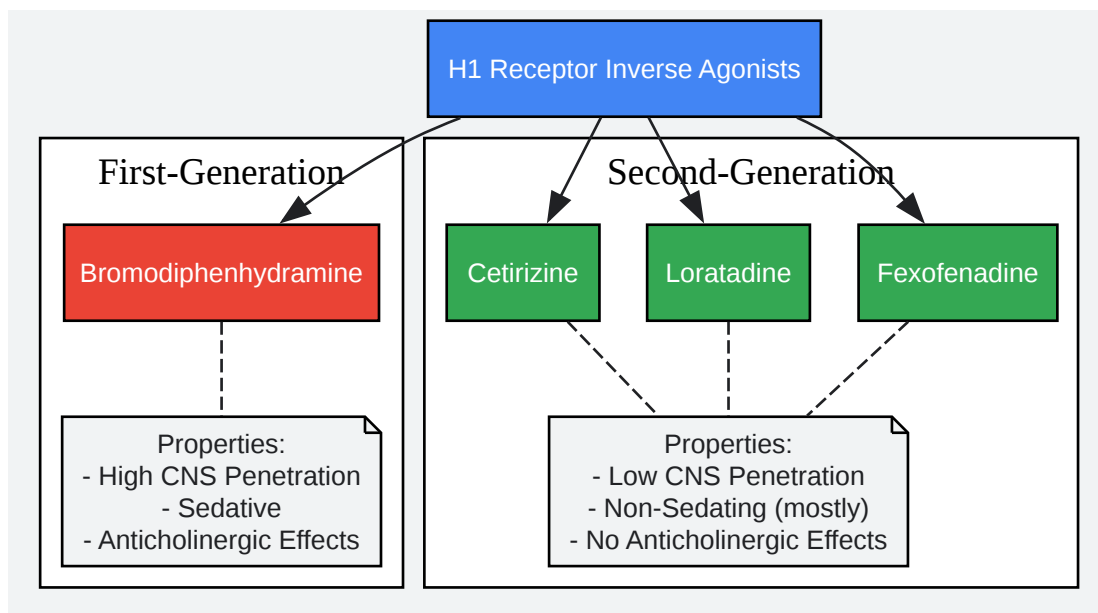 H1 Receptor Inverse Agonists
First-Generation
Second-Generation
Bromodiphenhydramine
Cetirizine
Loratadine
Fexofenadine
Properties:
- High CNS Penetration
- Sedative
- Anticholinergic Effects
Properties:
- Low CNS Penetration
- Non-Sedating (mostly)
- No Anticholinergic Effects